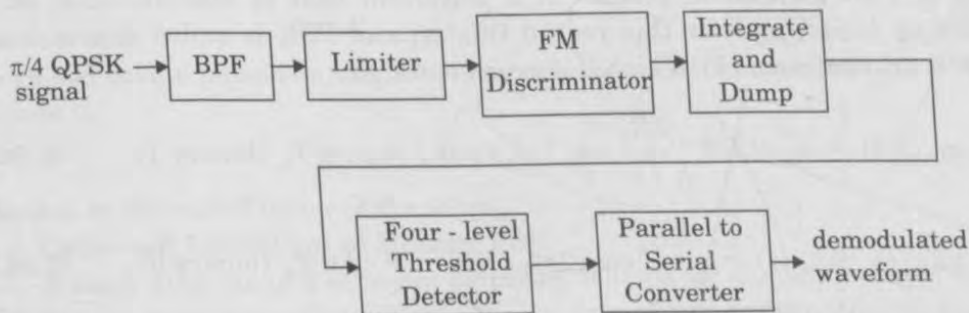 π/4 QPSK
signal
BPF
Limiter
FM
Discriminator
Integrate
and
Dump
Four - level
Threshold
Detector
Parallel to
Serial
Converter
demodulated
waveform